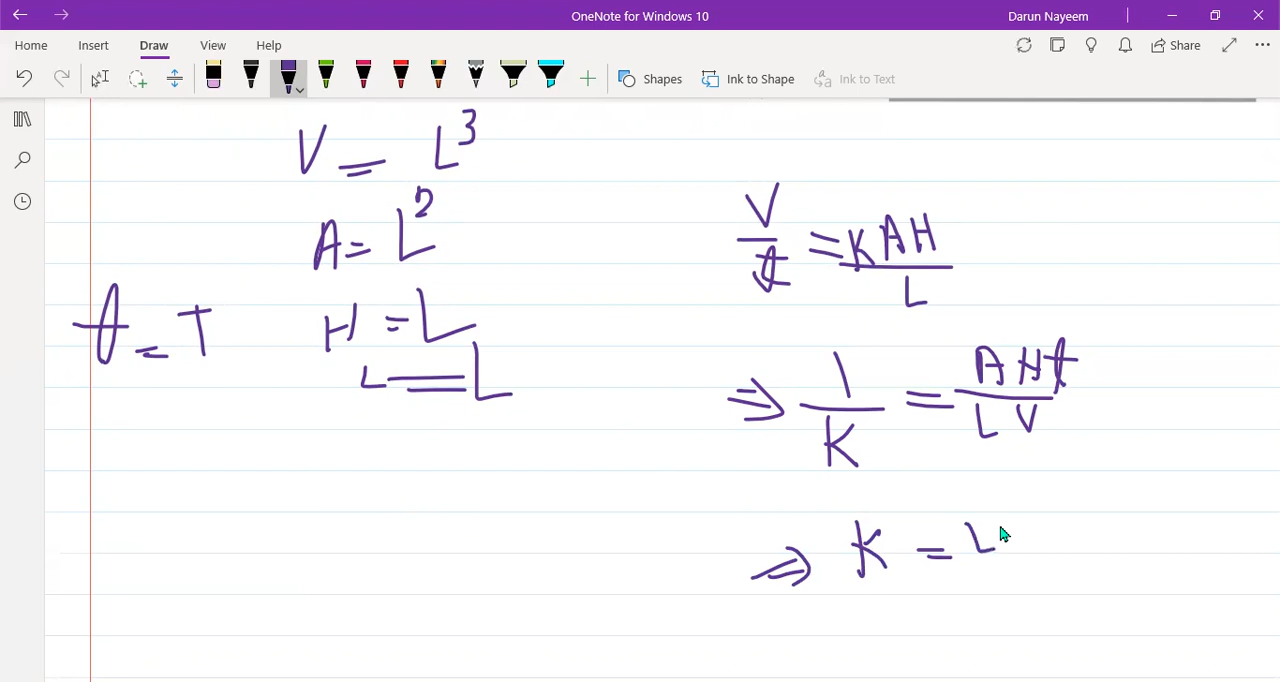 OneNote for Windows 10
Darun Nayeem
Home Insert Draw View Help
Share
Shapes Ink to Shape Ink to Text
V = L³
A = L²
t = T
H = L
L = L
V/t = KAH/L
⇒ 1/K = AHt/LV
⇒ K = L